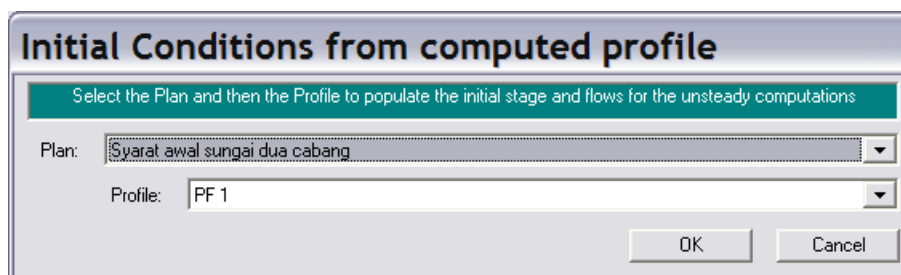 Initial Conditions from computed profile
Select the Plan and then the Profile to populate the initial stage and flows for the unsteady computations
Plan: Syarat awal sungai dua cabang
Profile: PF 1
OK Cancel